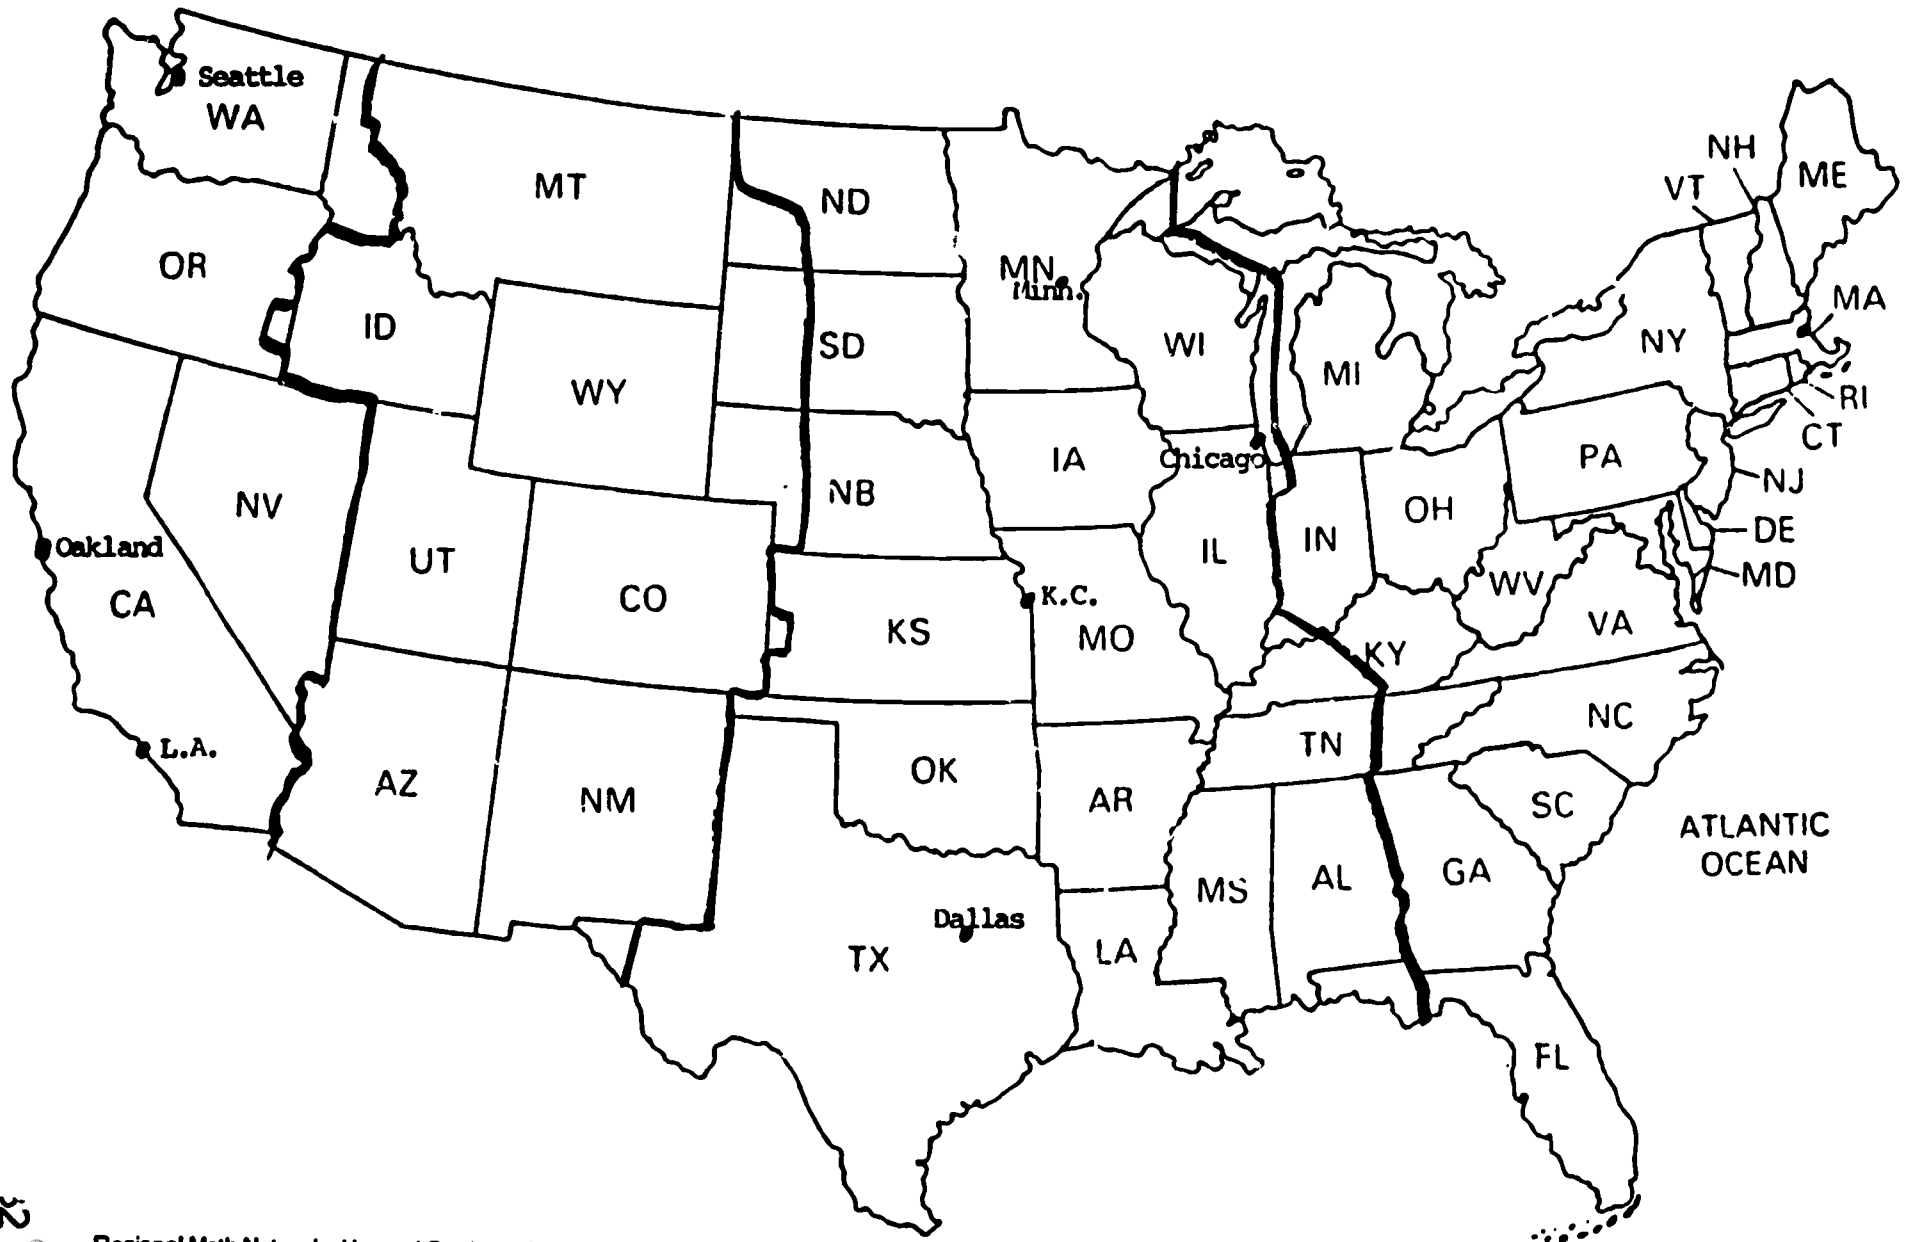 Seattle
WA
OR
ID
MT
ND
MN
Minn.
SD
WY
NB
IA
WI
MI
Chicago
NV
UT
CO
KS
K.C.
MO
IL
IN
OH
KY
WV
VA
PA
NY
VT
NH
ME
MA
RI
CT
NJ
DE
MD
Oakland
CA
L.A.
AZ
NM
OK
AR
TN
NC
SC
ATLANTIC
OCEAN
Dallas
TX
LA
MS
AL
GA
FL